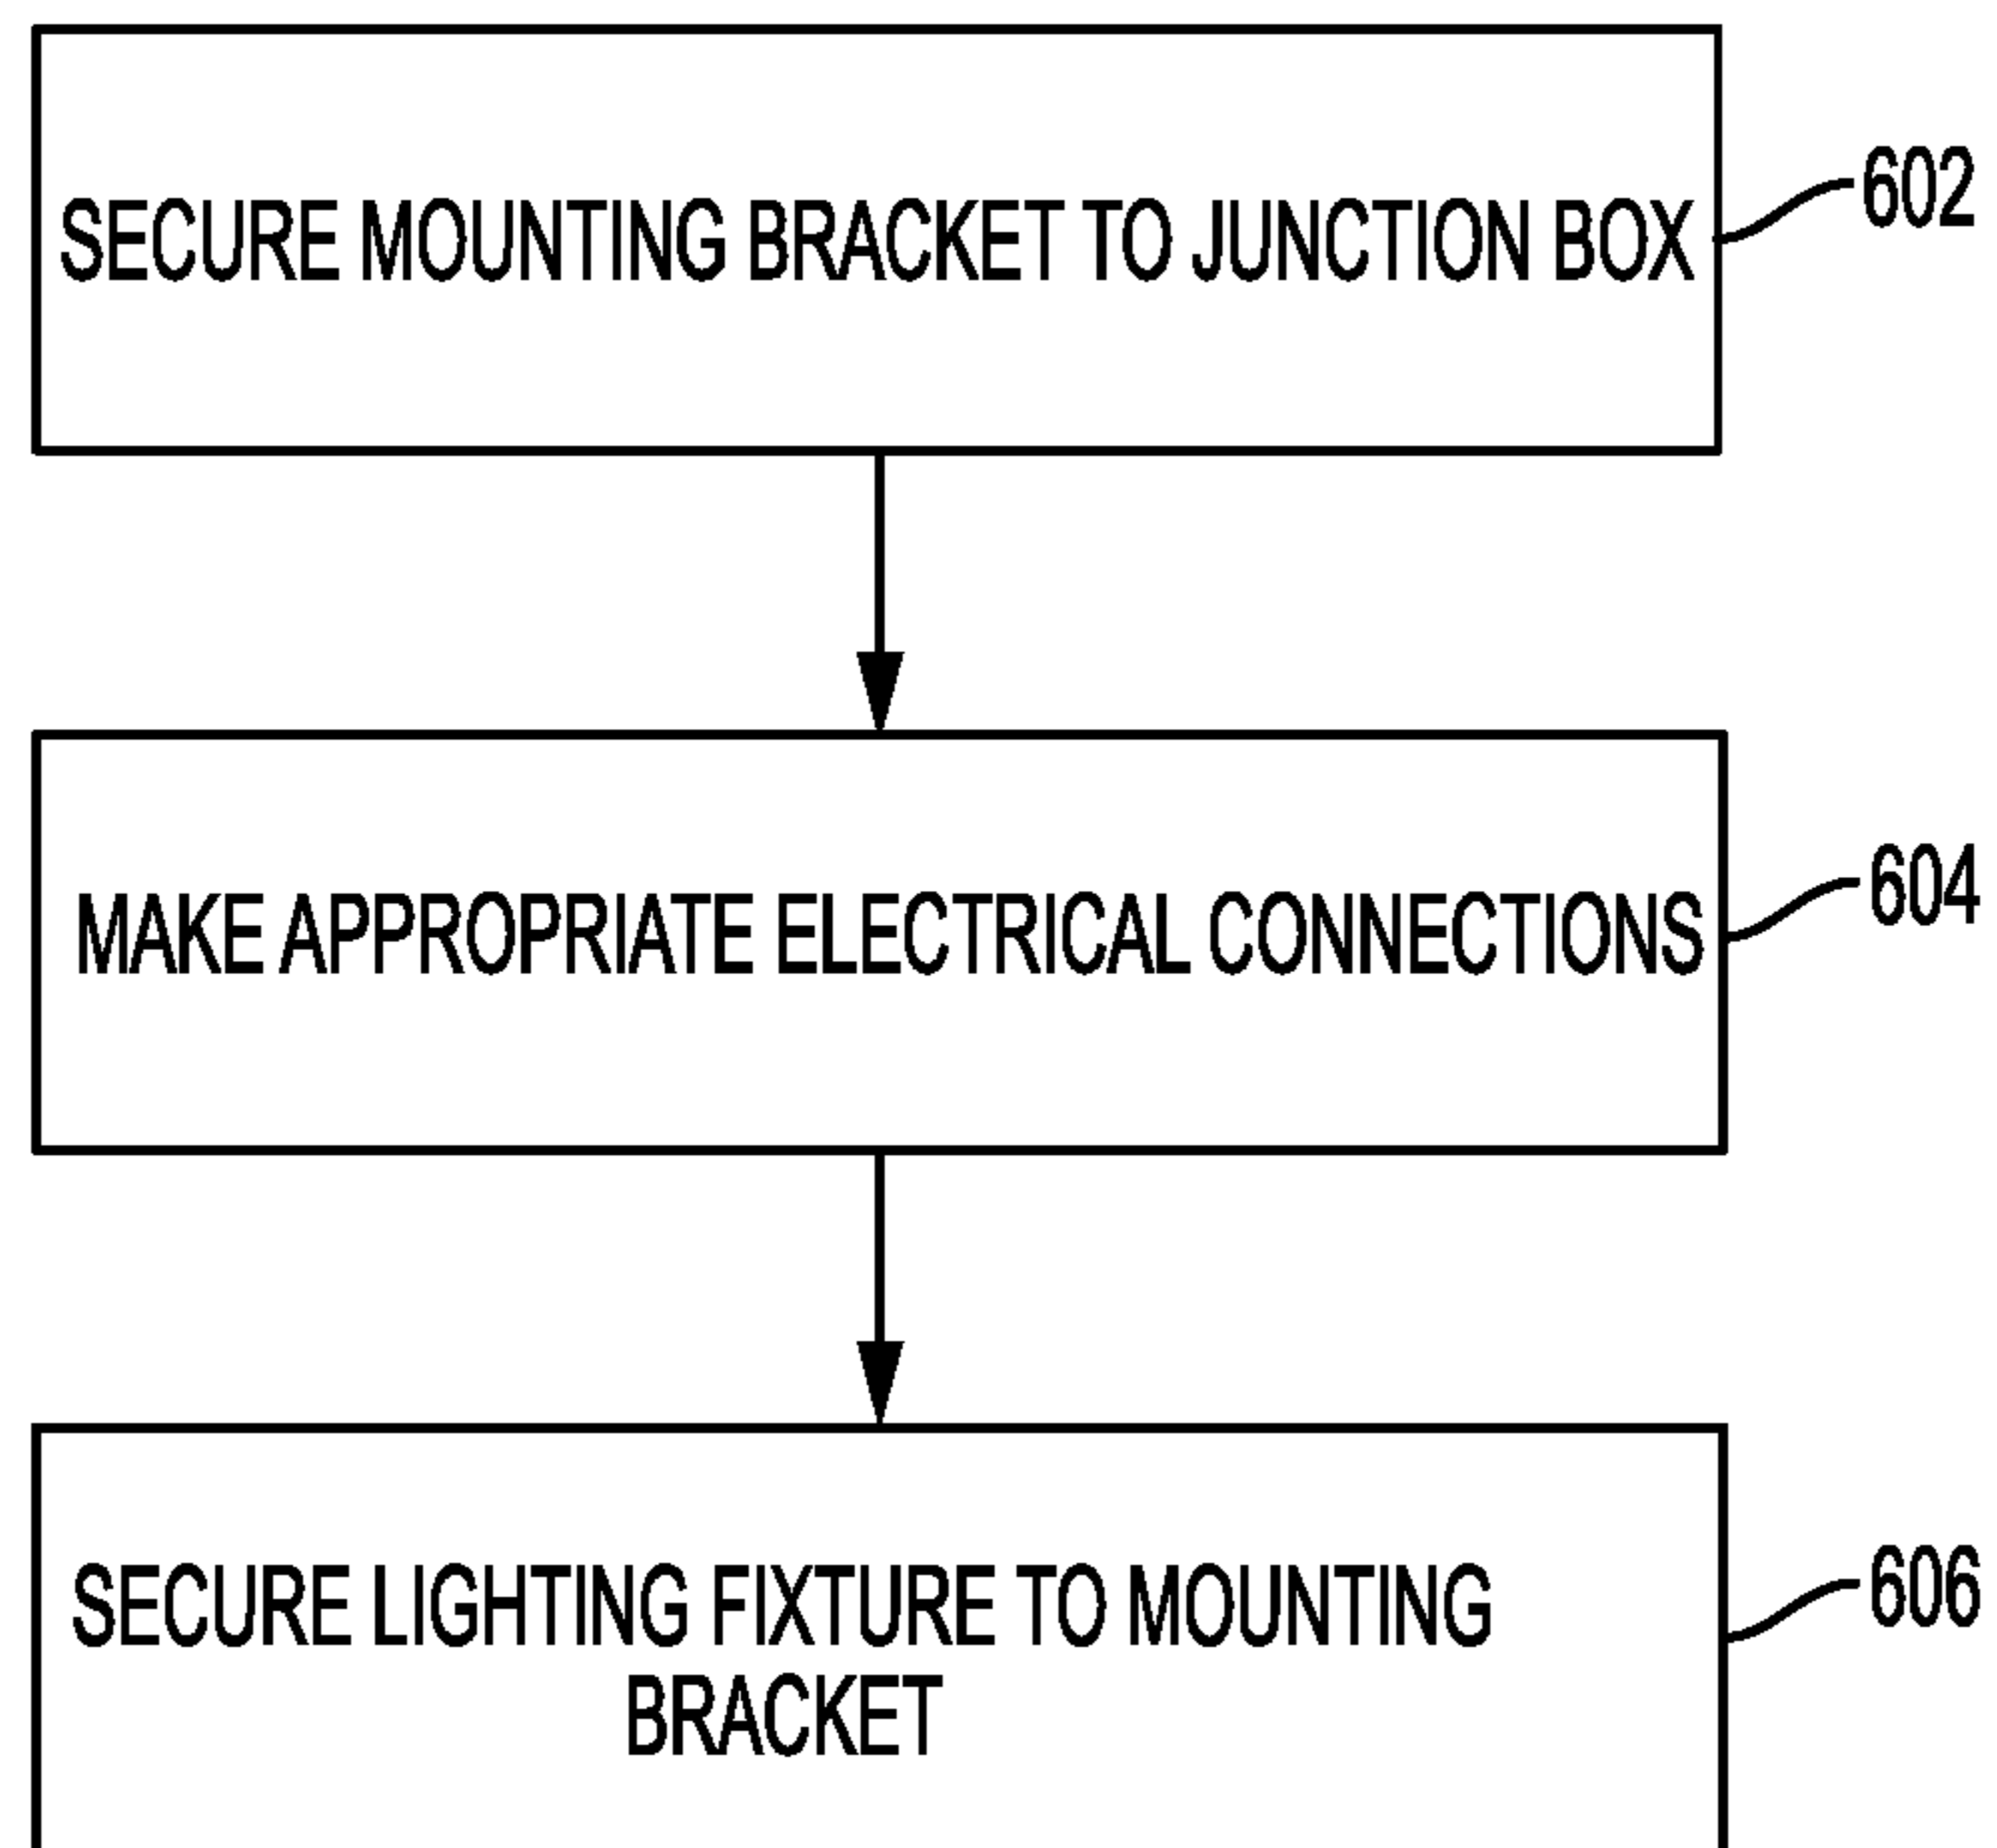 SECURE MOUNTING BRACKET TO JUNCTION BOX
602
MAKE APPROPRIATE ELECTRICAL CONNECTIONS
604
SECURE LIGHTING FIXTURE TO MOUNTING
BRACKET
606